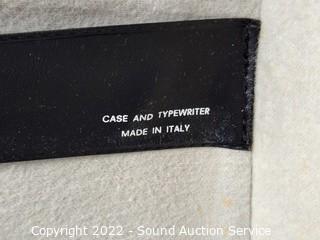 CASE AND TYPEWRITER
MADE IN ITALY
Copyright 2022 - Sound Auction Service